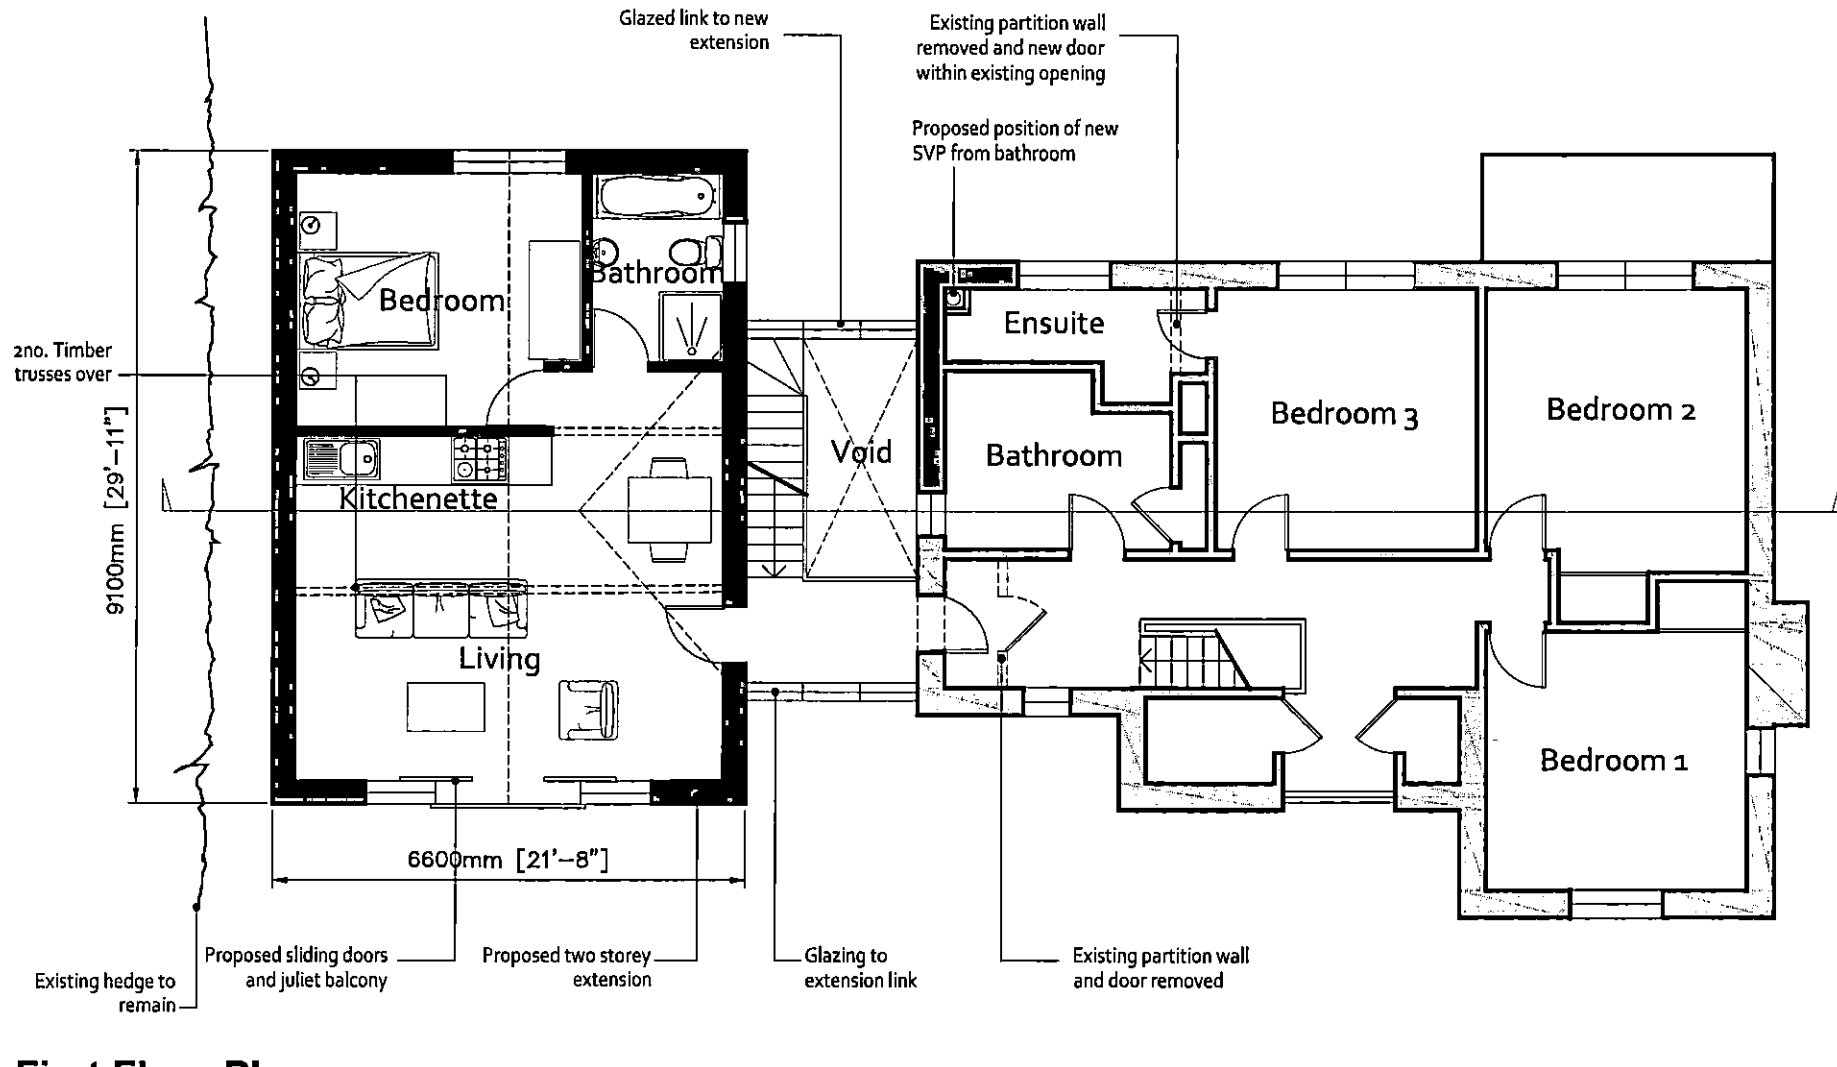 Glazed link to new
extension
Existing partition wall
removed and new door
within existing opening
Proposed position of new
SVP from bathroom
2no. Timber
trusses over
9100mm [29'-11"]
Bedroom
Bathroom
Kitchenette
Living
Void
Ensuite
Bathroom
Bedroom 3
Bedroom 2
Bedroom 1
6600mm [21'-8"]
Existing hedge to
remain
Proposed sliding doors
and juliet balcony
Proposed two storey
extension
Glazing to
extension link
Existing partition wall
and door removed